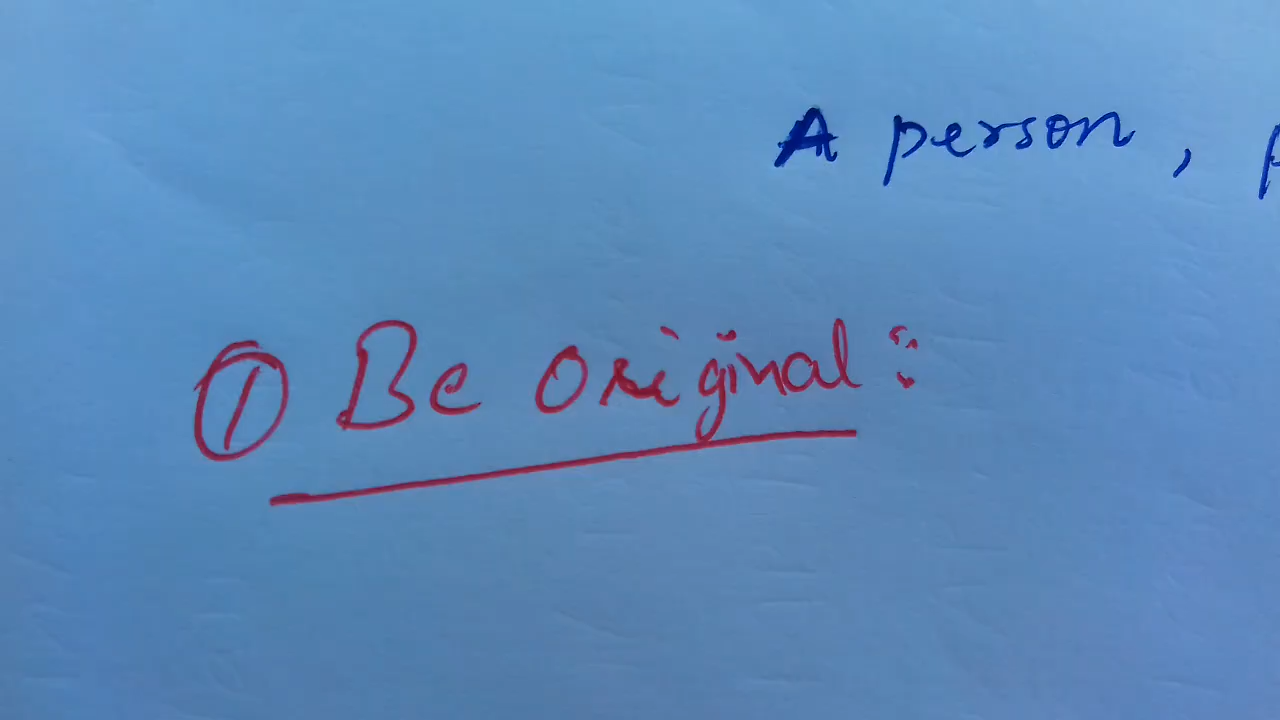 A person,
① Be Original: